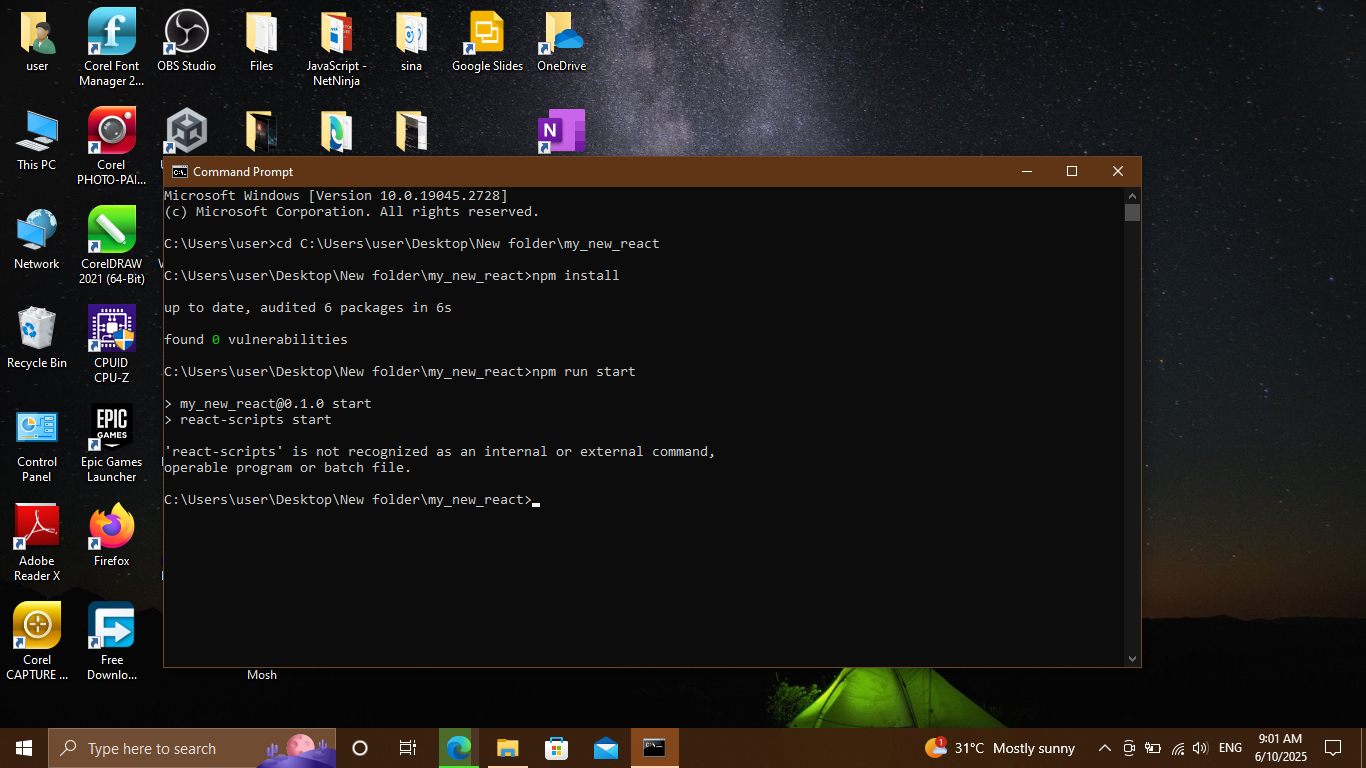 user
Corel Font
Manager 2...
OBS Studio
Files
JavaScript -
NetNinja
sina
Google Slides
OneDrive
This PC
Corel
PHOTO-PAI...
N
Network
CorelDRAW
2021 (64-Bit)
Recycle Bin
CPUID
CPU-Z
Control
Panel
EPIC
GAMES
Epic Games
Launcher
Adobe
Reader X
Firefox
Corel
CAPTURE ...
Free
Downlo...
Mosh
Command Prompt
Microsoft Windows [Version 10.0.19045.2728]
(c) Microsoft Corporation. All rights reserved.
C:\Users\user>cd C:\Users\user\Desktop\New folder\my_new_react
C:\Users\user\Desktop\New folder\my_new_react>npm install
up to date, audited 6 packages in 6s
found 0 vulnerabilities
C:\Users\user\Desktop\New folder\my_new_react>npm run start
> my_new_react@0.1.0 start
> react-scripts start
'react-scripts' is not recognized as an internal or external command,
operable program or batch file.
C:\Users\user\Desktop\New folder\my_new_react>
Type here to search
1
31°C Mostly sunny
ENG
9:01 AM
6/10/2025